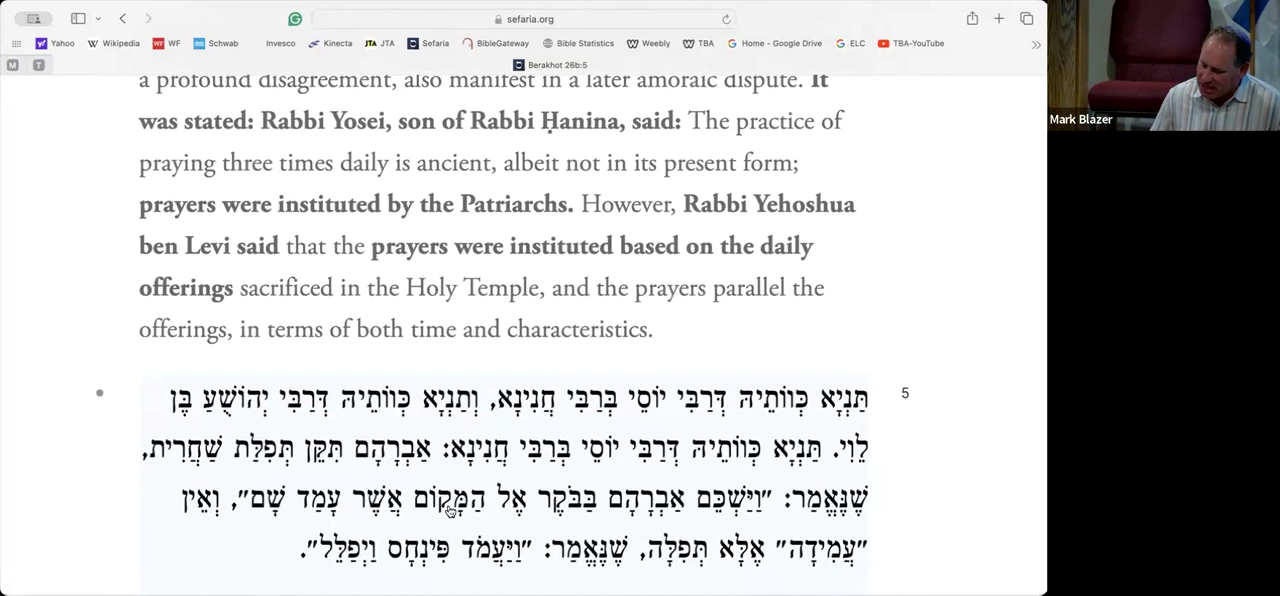 sefaria.org
Yahoo Wikipedia WF Schwab Invesco Kinecta JTA Sefaria BibleGateway Bible Statistics Weebly TBA Home - Google Drive ELC TBA-YouTube
M T Berakhot 26b:5
a profound disagreement, also manifest in a later amoraic dispute. It
was stated: Rabbi Yosei, son of Rabbi Ḥanina, said: The practice of
praying three times daily is ancient, albeit not in its present form;
prayers were instituted by the Patriarchs. However, Rabbi Yehoshua
ben Levi said that the prayers were instituted based on the daily
offerings sacrificed in the Holy Temple, and the prayers parallel the
offerings, in terms of both time and characteristics.
5
תַּנְיָא כְּווֹתֵיהּ דְּרַבִּי יוֹסֵי בְּרַבִּי חֲנִינָא, וְתַנְיָא כְּווֹתֵיהּ דְּרַבִּי יְהוֹשֻׁעַ בֶּן
לֵוִי. תַּנְיָא כְּווֹתֵיהּ דְּרַבִּי יוֹסֵי בְּרַבִּי חֲנִינָא: אַבְרָהָם תִּקֵּן תְּפִלַּת שַׁחֲרִית,
שֶׁנֶּאֱמַר: ״וַיַּשְׁכֵּם אַבְרָהָם בַּבֹּקֶר אֶל הַמָּקוֹם אֲשֶׁר עָמַד שָׁם״, וְאֵין
״עֲמִידָה״ אֶלָּא תְּפִלָּה, שֶׁנֶּאֱמַר: ״וַיַּעֲמֹד פִּינְחָס וַיְפַלֵּל״.
Mark Blazer